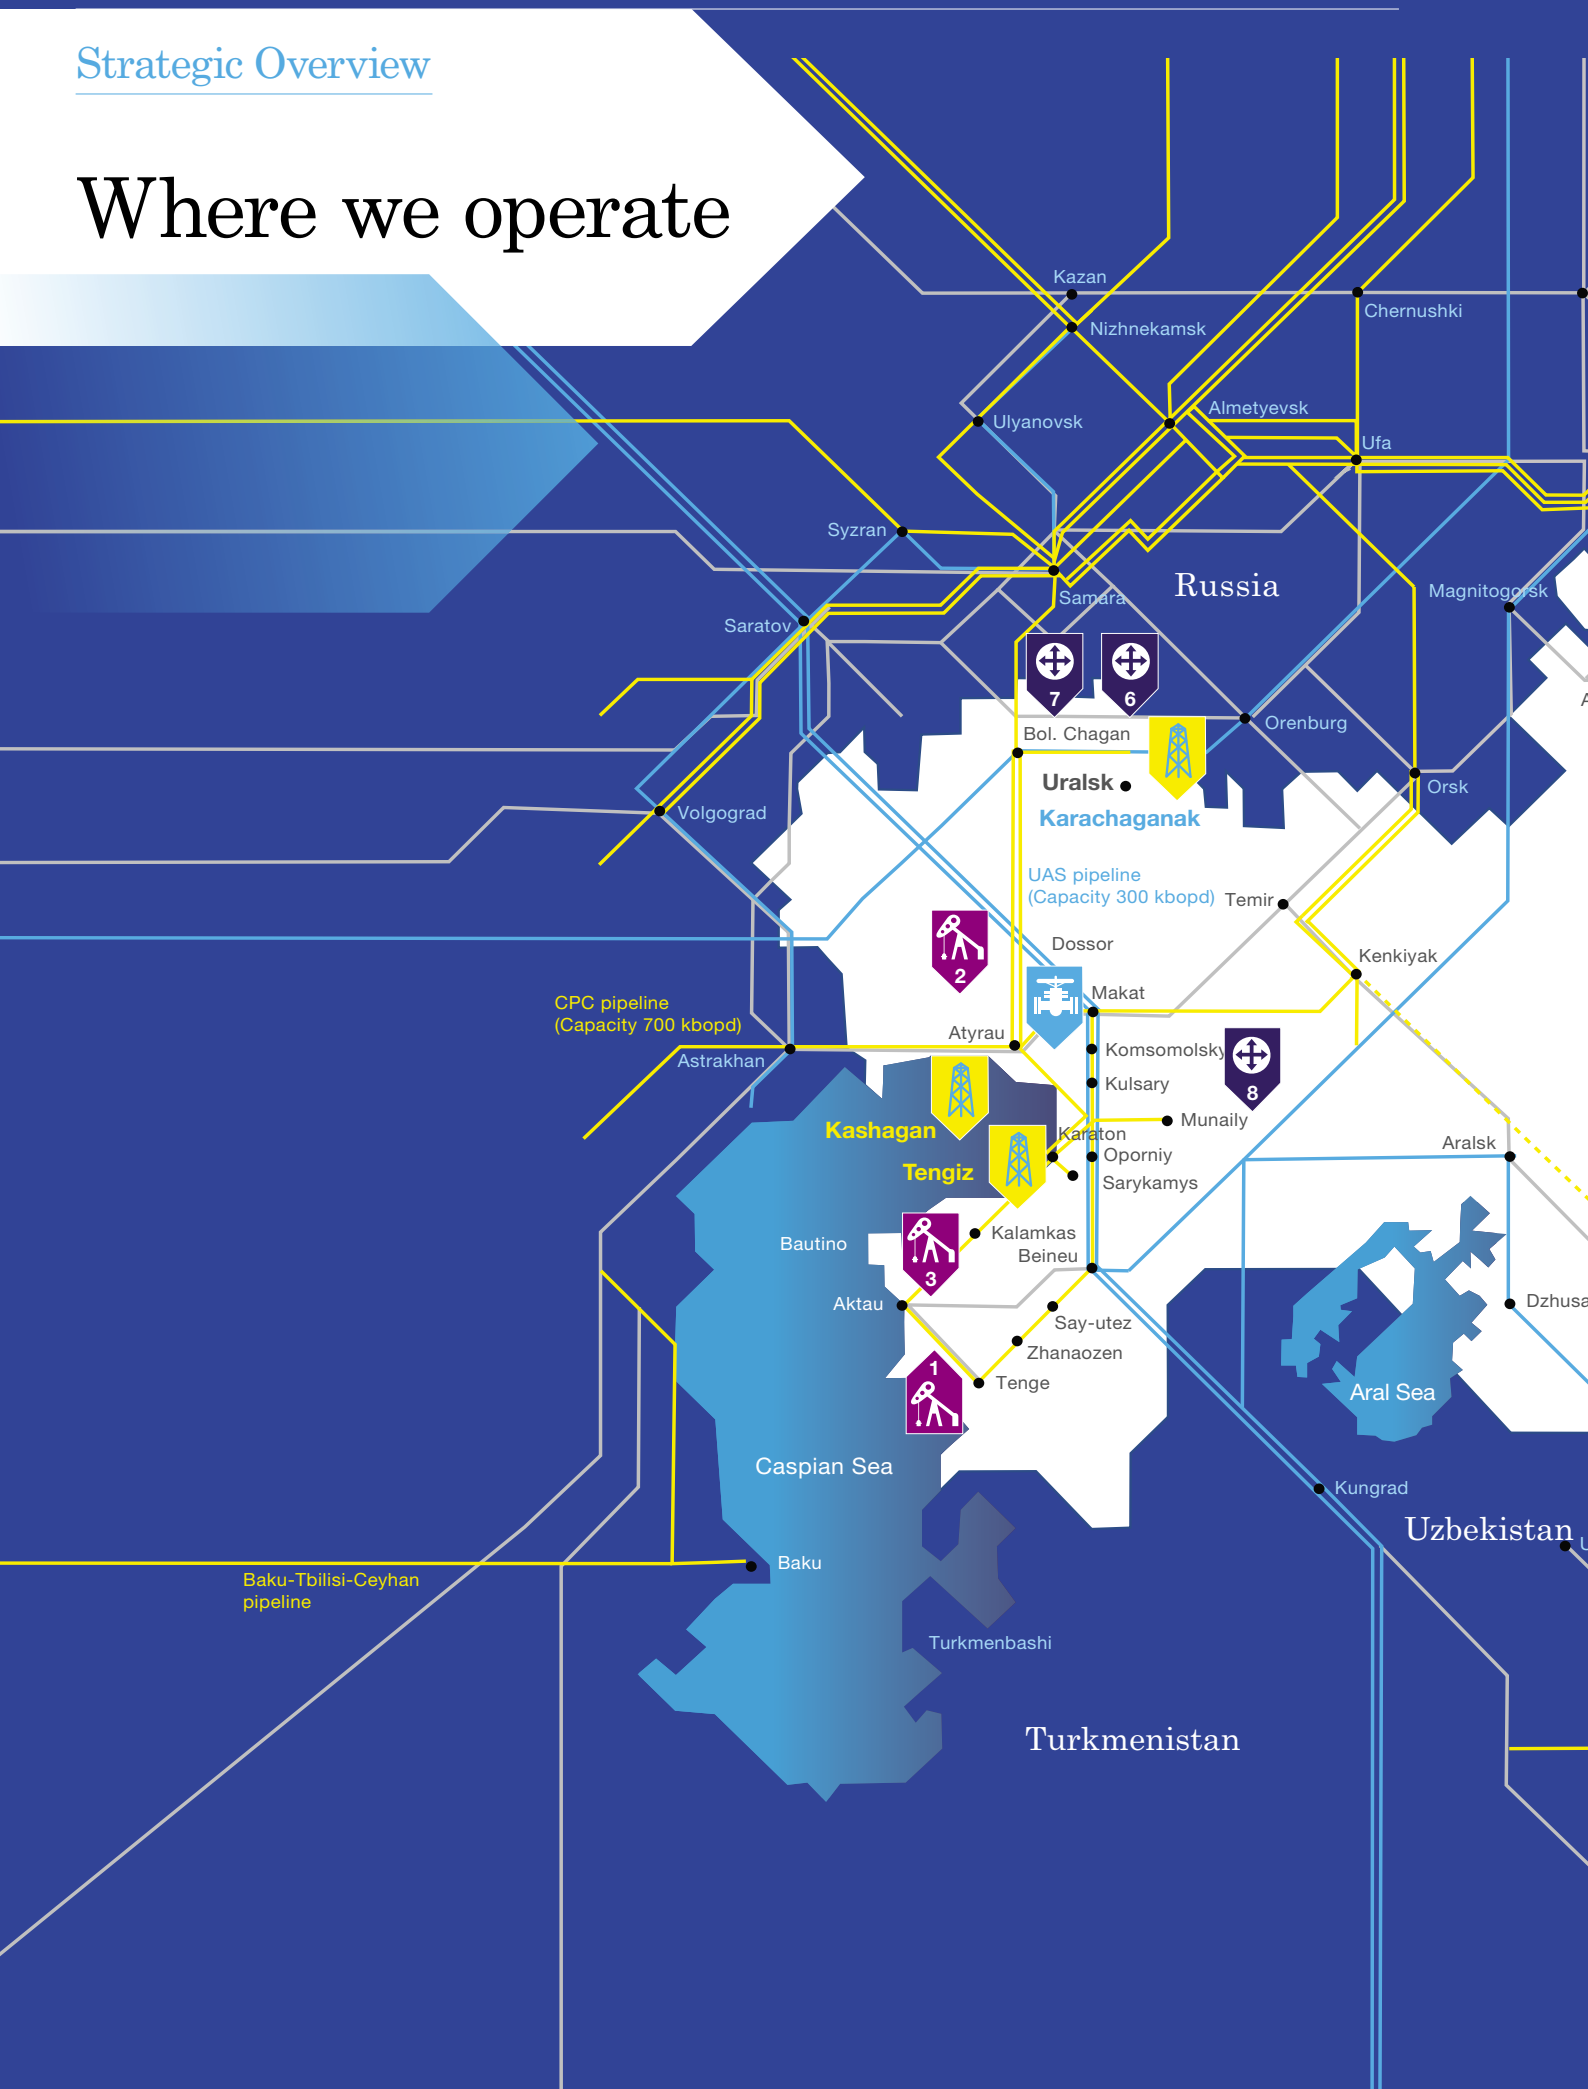 Strategic Overview
Where we operate
Kazan
Nizhnekamsk
Chernushki
Ulyanovsk
Almetyevsk
Ufa
Syzran
Samara
Russia
Magnitogorsk
Saratov
7
6
Orenburg
Bol. Chagan
Uralsk
Karachaganak
Orsk
Volgograd
UAS pipeline
(Capacity 300 kbopd)
Temir
Dossor
2
Kenkiyak
CPC pipeline
(Capacity 700 kbopd)
Makat
Atyrau
Astrakhan
Komsomolsky
Kulsary
8
Munaily
Kashagan
Karaton
Aralsk
Tengiz
Oporniy
Sarykamys
Kalamkas
Bautino
Beineu
3
Aktau
Say-utez
Dzhusa
Zhanaozen
1
Tenge
Aral Sea
Caspian Sea
Kungrad
Uzbekistan
Baku
Baku-Tbilisi-Ceyhan
pipeline
Turkmenbashi
Turkmenistan